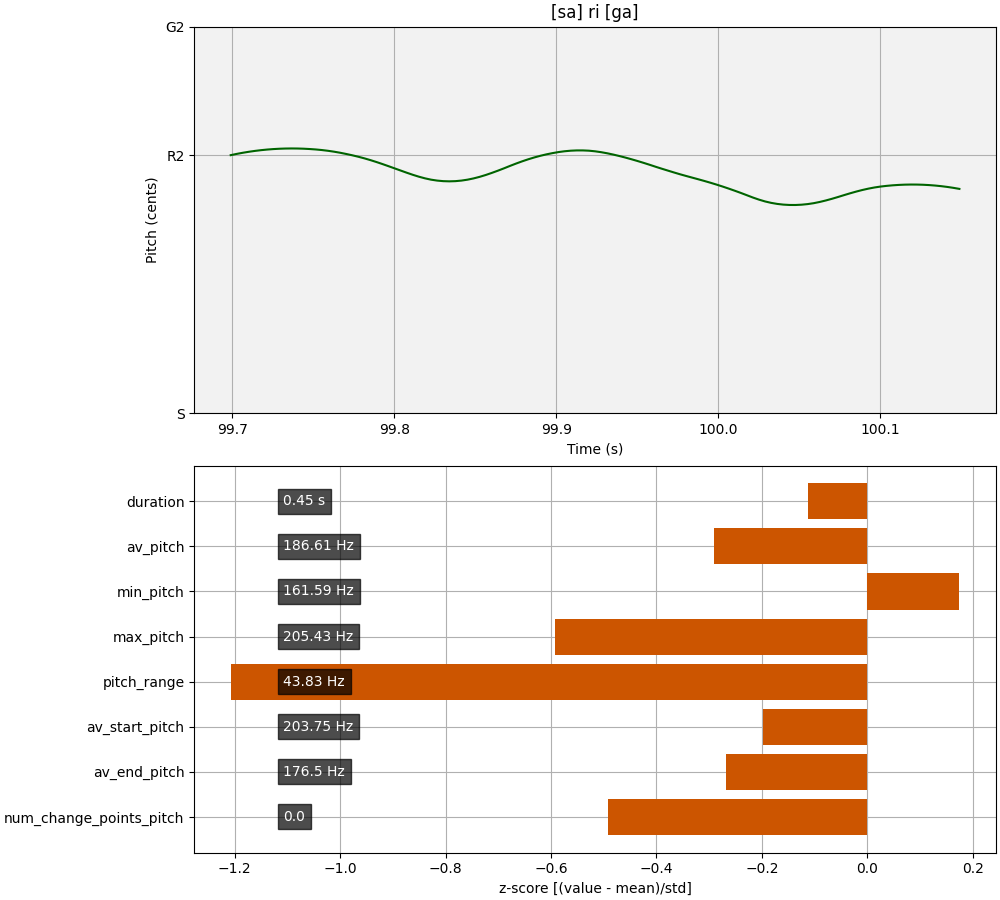 [sa] ri [ga]
G2
R2
S
Pitch (cents)
99.7 99.8 99.9 100.0 100.1
Time (s)
duration 0.45 s
av_pitch 186.61 Hz
min_pitch 161.59 Hz
max_pitch 205.43 Hz
pitch_range 43.83 Hz
av_start_pitch 203.75 Hz
av_end_pitch 176.5 Hz
num_change_points_pitch 0.0
−1.2 −1.0 −0.8 −0.6 −0.4 −0.2 0.0 0.2
z-score [(value - mean)/std]